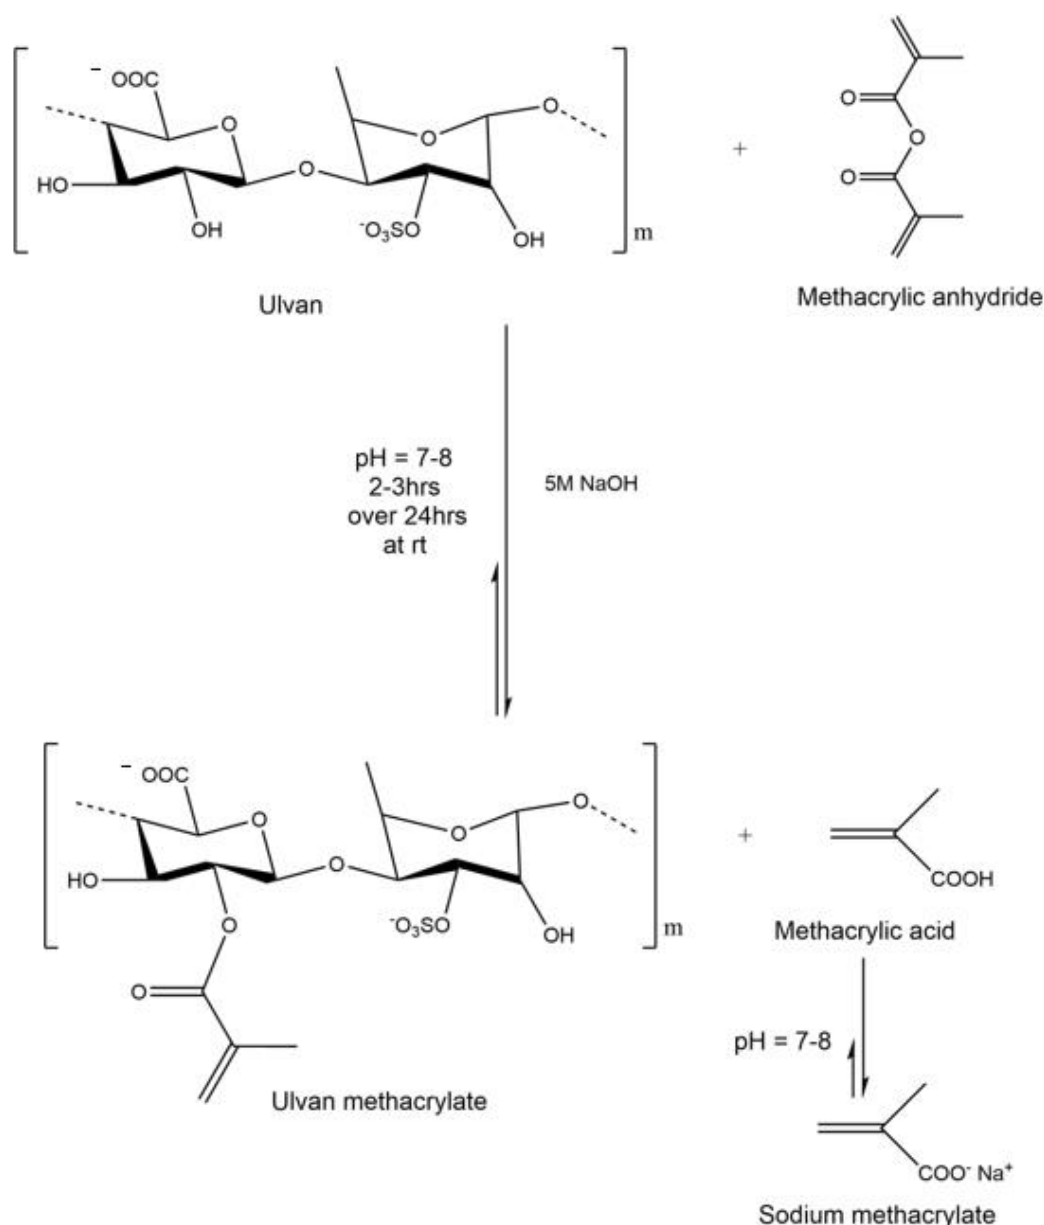 ⁻OOC
O
O
O
HO
O
OH
⁻O₃SO
OH
m
Ulvan
+
O
O
O
Methacrylic anhydride
pH = 7-8
2-3hrs
over 24hrs
at rt
5M NaOH
⁻OOC
O
O
O
HO
O
O
⁻O₃SO
OH
m
O
Ulvan methacrylate
+
COOH
Methacrylic acid
pH = 7-8
COO⁻ Na⁺
Sodium methacrylate